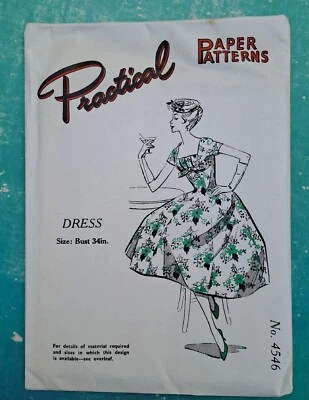 Practical
PAPER
PATTERNS
DRESS
Size: Bust 34in.
For details of material required
and sizes in which this design
is available—see overleaf.
No. 4546